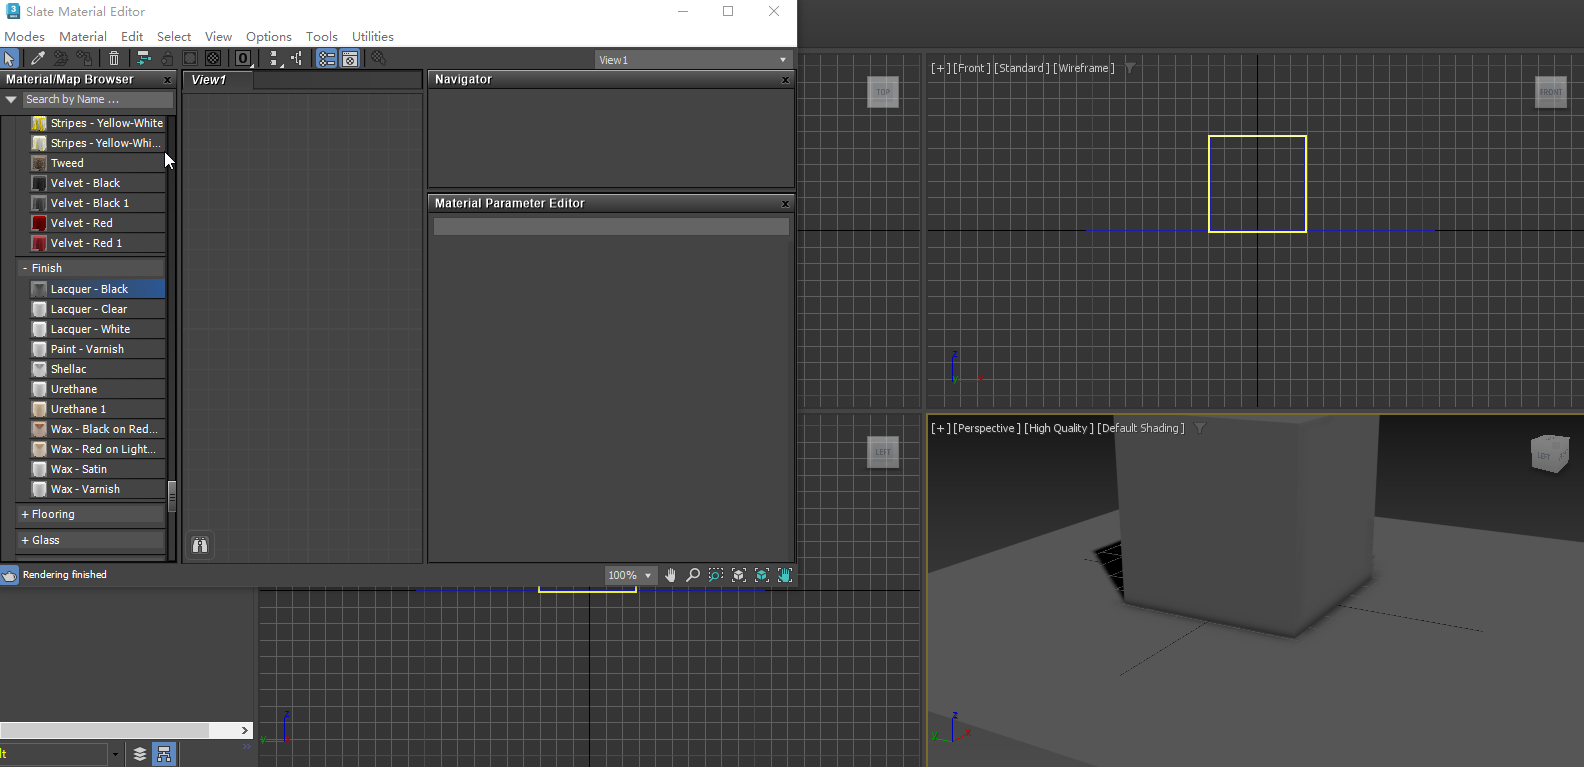 Slate Material Editor
Modes Material Edit Select View Options Tools Utilities
View1
Material/Map Browser x
View1
Navigator x
Search by Name ...
Stripes - Yellow-White
Stripes - Yellow-Whi...
Tweed
Velvet - Black
Velvet - Black 1
Velvet - Red
Velvet - Red 1
- Finish
Lacquer - Black
Lacquer - Clear
Lacquer - White
Paint - Varnish
Shellac
Urethane
Urethane 1
Wax - Black on Red...
Wax - Red on Light...
Wax - Satin
Wax - Varnish
+ Flooring
+ Glass
Material Parameter Editor x
Rendering finished
100%
TOP
[+] [Front ] [Standard ] [Wireframe ]
FRONT
z
y
x
LEFT
[+] [Perspective ] [High Quality ] [Default Shading ]
LEFT
z
y
x
z
y
lt